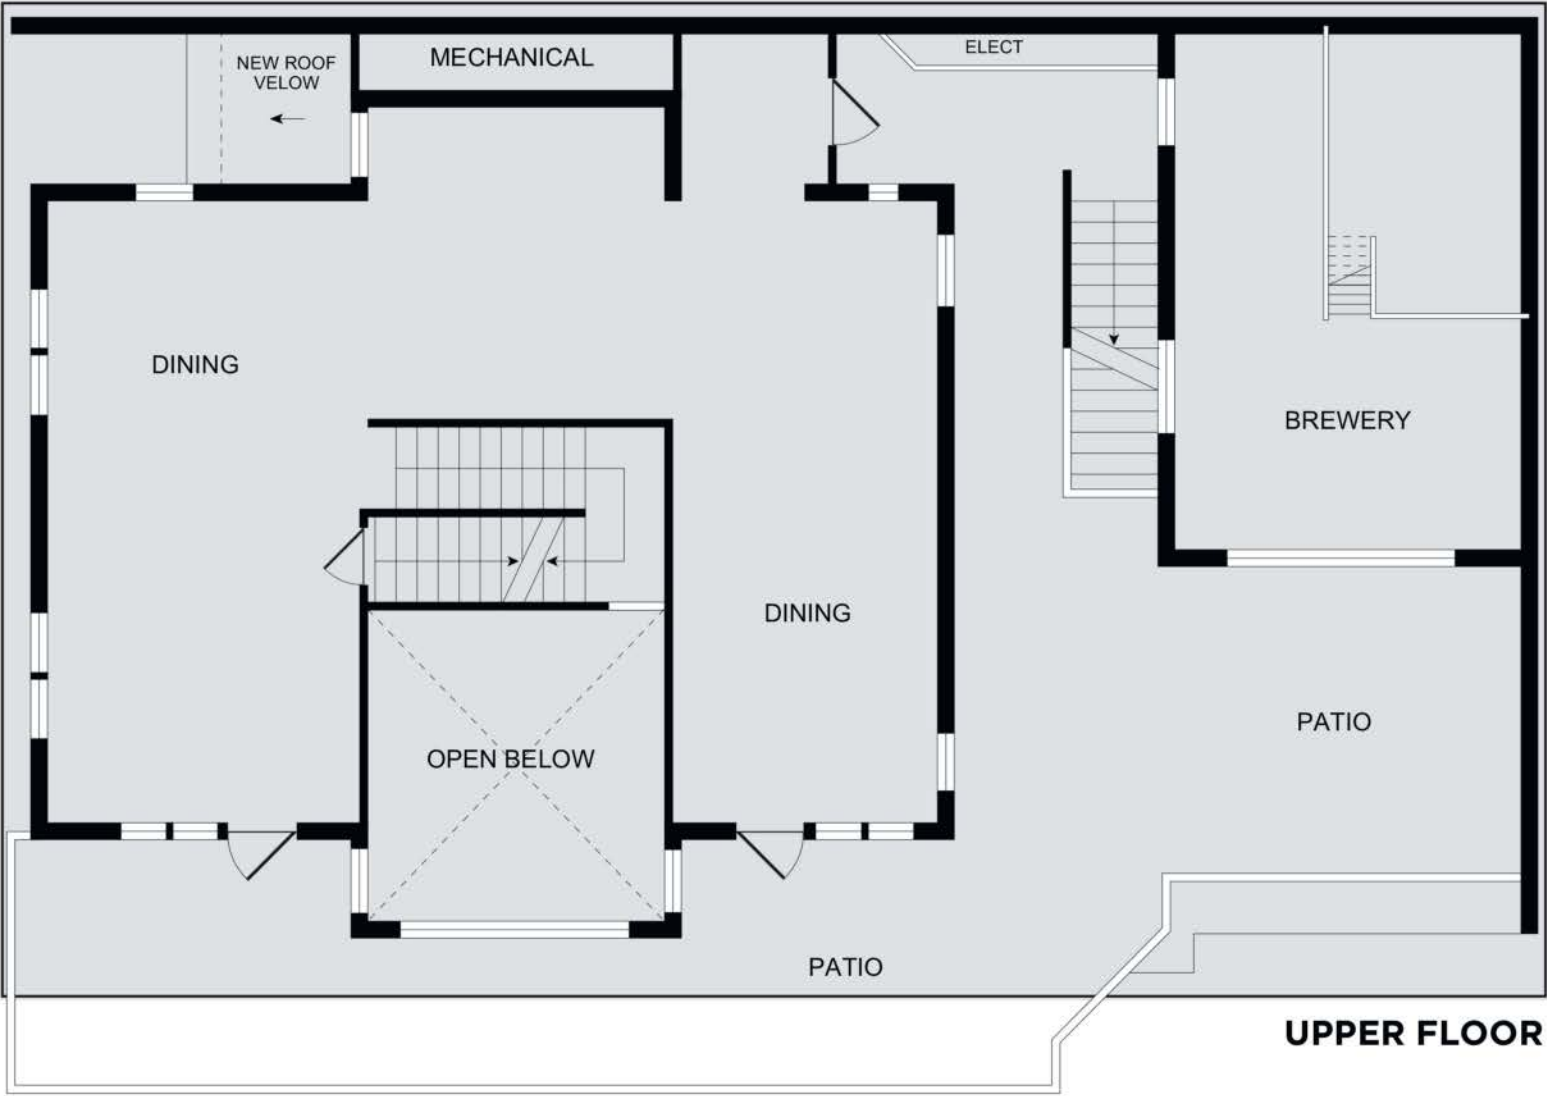 MECHANICAL
ELECT
NEW ROOF
VELOW
DINING
BREWERY
DINING
PATIO
OPEN BELOW
PATIO
UPPER FLOOR